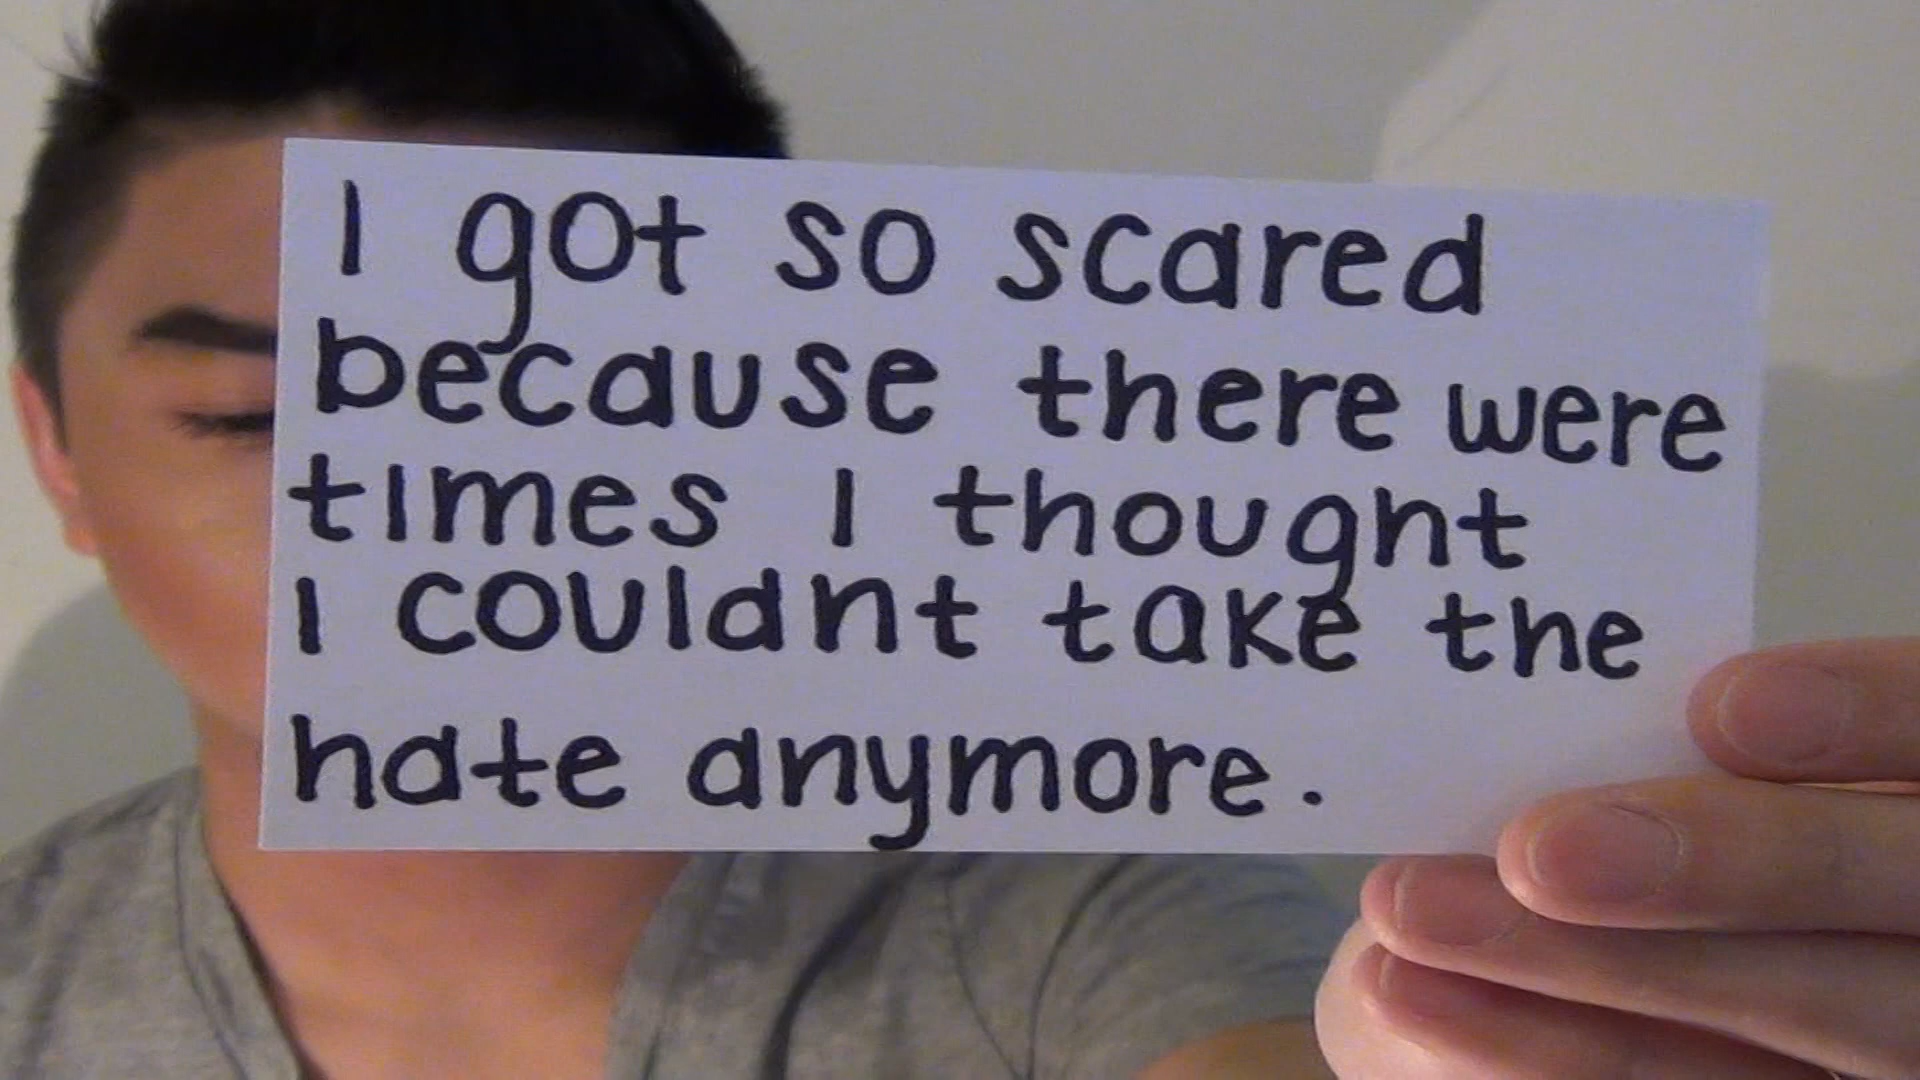 I got so scared
because there were
times I thought
I couldnt take the
hate anymore.